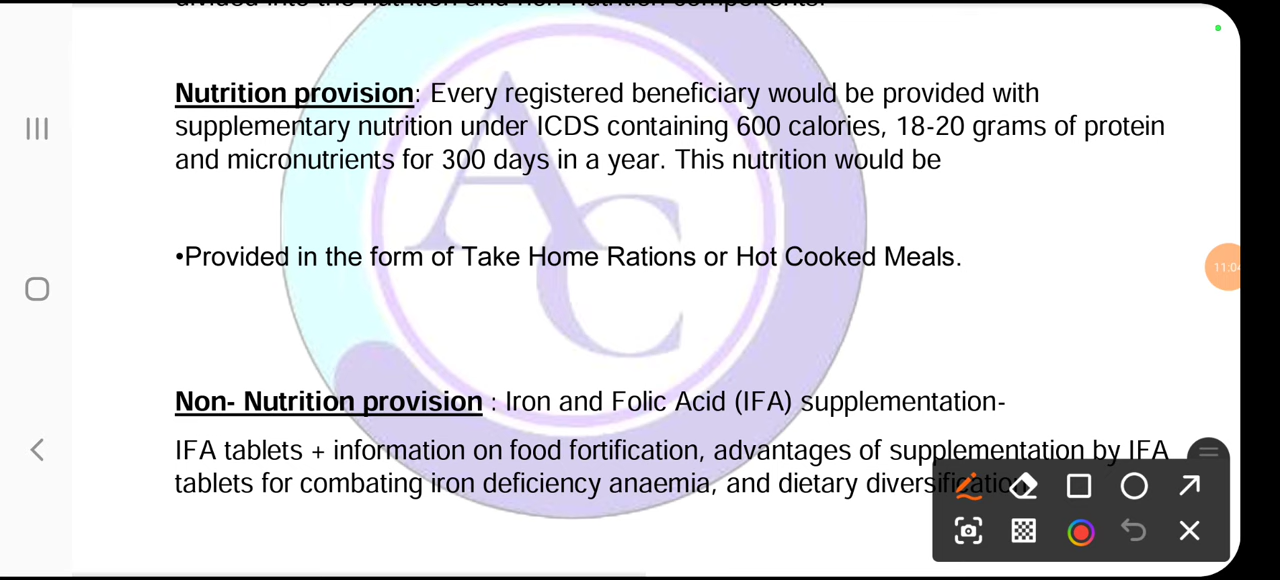 Nutrition provision: Every registered beneficiary would be provided with
supplementary nutrition under ICDS containing 600 calories, 18-20 grams of protein
and micronutrients for 300 days in a year. This nutrition would be
•Provided in the form of Take Home Rations or Hot Cooked Meals.
Non- Nutrition provision : Iron and Folic Acid (IFA) supplementation-
IFA tablets + information on food fortification, advantages of supplementation by IFA
tablets for combating iron deficiency anaemia, and dietary diversification
AC